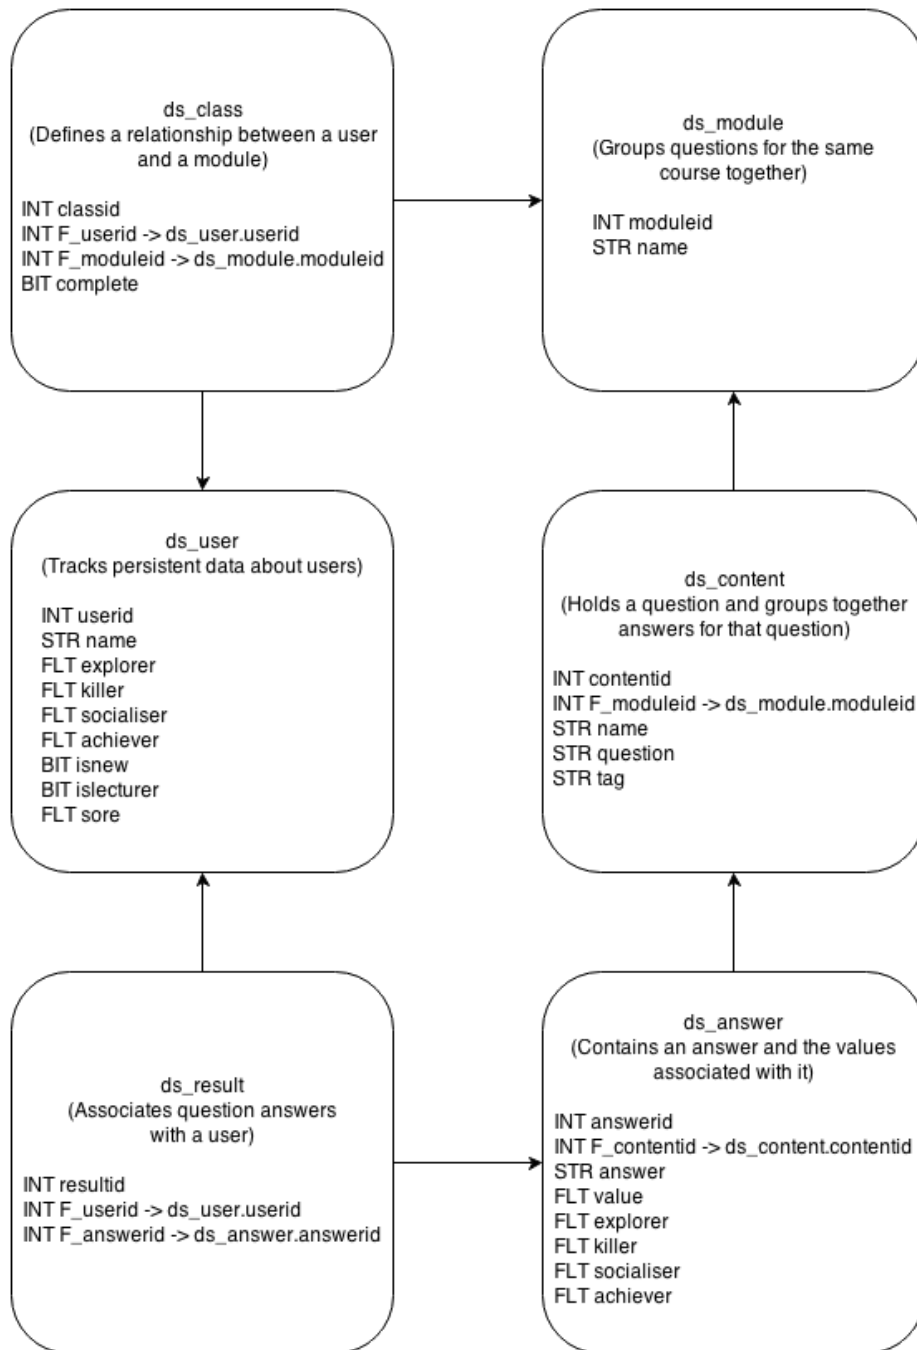 ds_class
(Defines a relationship between a user
and a module)
INT classid
INT F_userid -> ds_user.userid
INT F_moduleid -> ds_module.moduleid
BIT complete
ds_module
(Groups questions for the same
course together)
INT moduleid
STR name
ds_user
(Tracks persistent data about users)
INT userid
STR name
FLT explorer
FLT killer
FLT socialiser
FLT achiever
BIT isnew
BIT islecturer
FLT sore
ds_content
(Holds a question and groups together
answers for that question)
INT contentid
INT F_moduleid -> ds_module.moduleid
STR name
STR question
STR tag
ds_result
(Associates question answers
with a user)
INT resultid
INT F_userid -> ds_user.userid
INT F_answerid -> ds_answer.answerid
ds_answer
(Contains an answer and the values
associated with it)
INT answerid
INT F_contentid -> ds_content.contentid
STR answer
FLT value
FLT explorer
FLT killer
FLT socialiser
FLT achiever